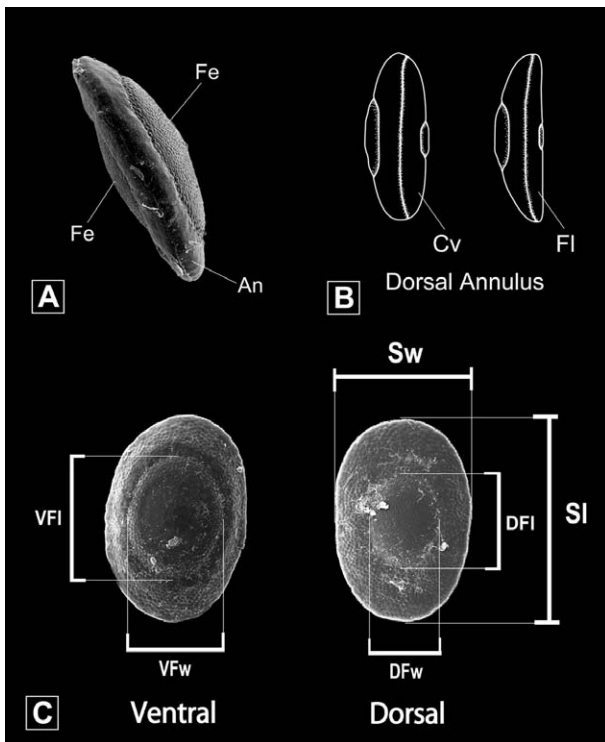 Fe
Fe
An
A
Cv
Fl
Dorsal Annulus
B
Sw
VFl
DFl
Sl
VFw
DFw
C
Ventral
Dorsal